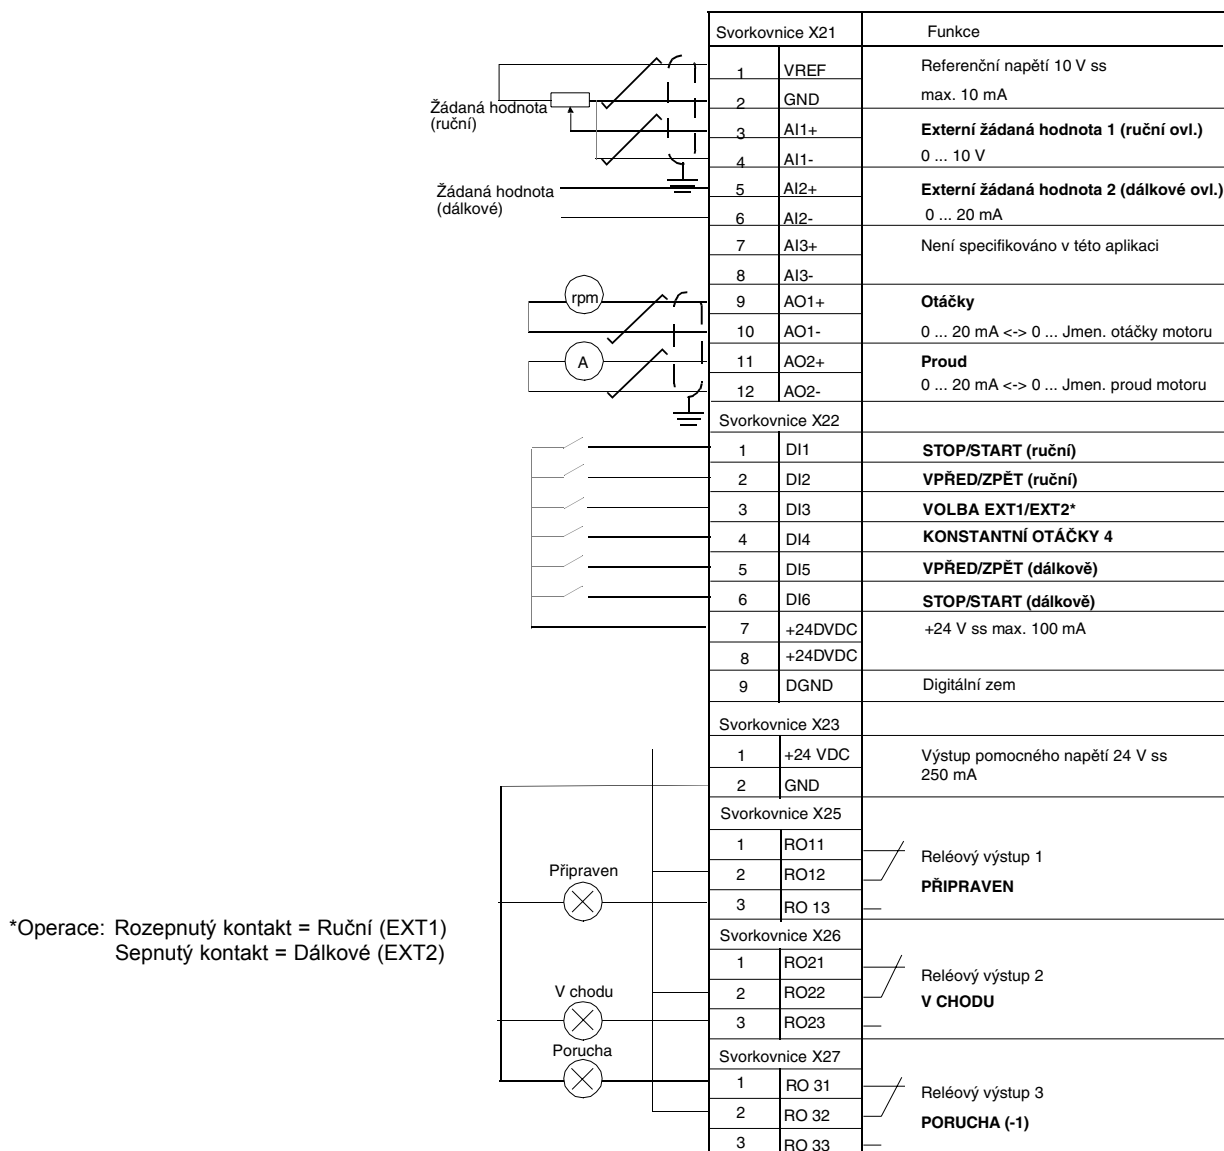 Svorkovnice X21 Funkce
1 VREF Referenční napětí 10 V ss
2 GND max. 10 mA
Žádaná hodnota
(ruční)
3 AI1+ Externí žádaná hodnota 1 (ruční ovl.)
4 AI1- 0 ... 10 V
Žádaná hodnota
(dálkové)
5 AI2+ Externí žádaná hodnota 2 (dálkové ovl.)
6 AI2- 0 ... 20 mA
7 AI3+ Není specifikováno v této aplikaci
8 AI3-
rpm 9 AO1+ Otáčky
10 AO1- 0 ... 20 mA <-> 0 ... Jmen. otáčky motoru
A 11 AO2+ Proud
12 AO2- 0 ... 20 mA <-> 0 ... Jmen. proud motoru
Svorkovnice X22
1 DI1 STOP/START (ruční)
2 DI2 VPŘED/ZPĚT (ruční)
3 DI3 VOLBA EXT1/EXT2*
4 DI4 KONSTANTNÍ OTÁČKY 4
5 DI5 VPŘED/ZPĚT (dálkově)
6 DI6 STOP/START (dálkově)
7 +24DVDC +24 V ss max. 100 mA
8 +24DVDC
9 DGND Digitální zem
Svorkovnice X23
1 +24 VDC Výstup pomocného napětí 24 V ss
250 mA
2 GND
Svorkovnice X25
1 RO11 Reléový výstup 1
Připraven 2 RO12 PŘIPRAVEN
3 RO 13
*Operace: Rozepnutý kontakt = Ruční (EXT1)
Sepnutý kontakt = Dálkové (EXT2)
Svorkovnice X26
1 RO21 Reléový výstup 2
V chodu 2 RO22 V CHODU
3 RO23
Porucha Svorkovnice X27
1 RO 31 Reléový výstup 3
2 RO 32 PORUCHA (-1)
3 RO 33